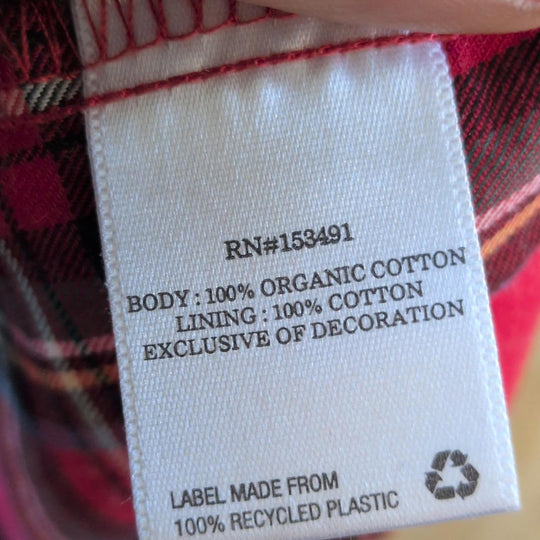 RN#153491
BODY : 100% ORGANIC COTTON
LINING : 100% COTTON
EXCLUSIVE OF DECORATION
LABEL MADE FROM
100% RECYCLED PLASTIC